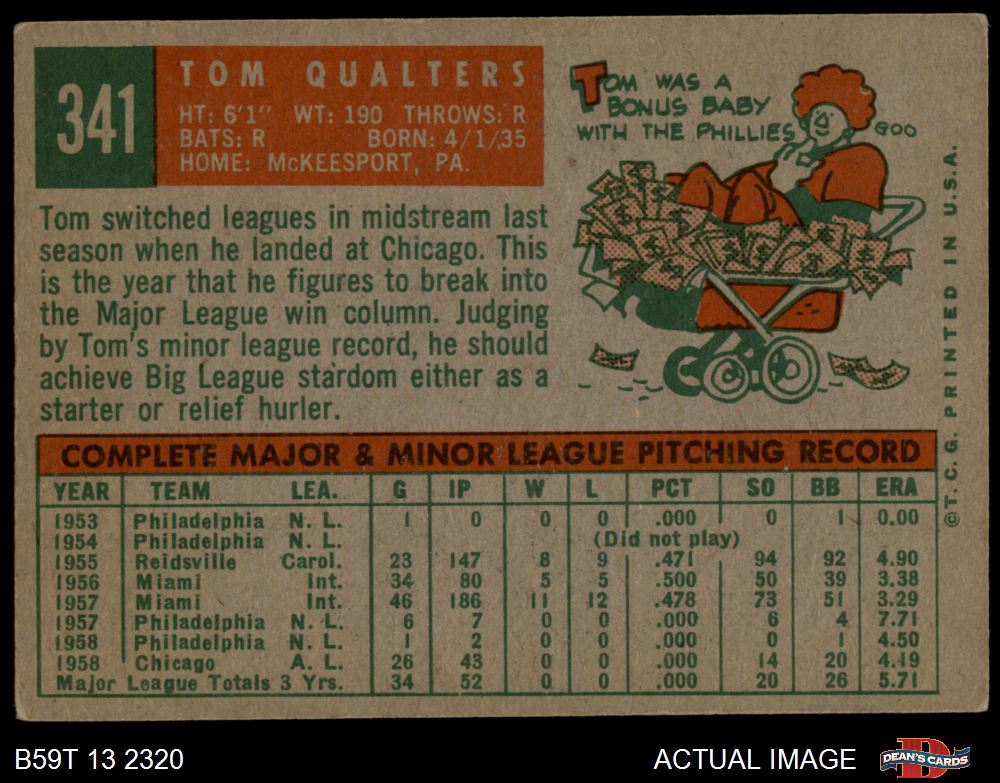 341
TOM QUALTERS
HT: 6'1" WT: 190 THROWS: R
BATS: R BORN: 4/1/35
HOME: McKEESPORT, PA.
TOM WAS A
BONUS BABY
WITH THE PHILLIES
GOO
Tom switched leagues in midstream last
season when he landed at Chicago. This
is the year that he figures to break into
the Major League win column. Judging
by Tom's minor league record, he should
achieve Big League stardom either as a
starter or relief hurler.
©T. C. G. PRINTED IN U.S.A.
COMPLETE MAJOR & MINOR LEAGUE PITCHING RECORD
YEAR TEAM LEA. G IP W L PCT SO BB ERA
1953 Philadelphia N. L. 1 0 0 0 .000 0 1 0.00
1954 Philadelphia N. L. (Did not play)
1955 Reidsville Carol. 23 147 8 9 .471 94 92 4.90
1956 Miami Int. 34 80 5 5 .500 50 39 3.38
1957 Miami Int. 46 186 11 12 .478 73 51 3.29
1957 Philadelphia N. L. 6 7 0 0 .000 6 4 7.71
1958 Philadelphia N. L. 1 2 0 0 .000 0 1 4.50
1958 Chicago A. L. 26 43 0 0 .000 14 20 4.19
Major League Totals 3 Yrs. 34 52 0 0 .000 20 26 5.71
B59T 13 2320
ACTUAL IMAGE
D
DEAN'S CARDS